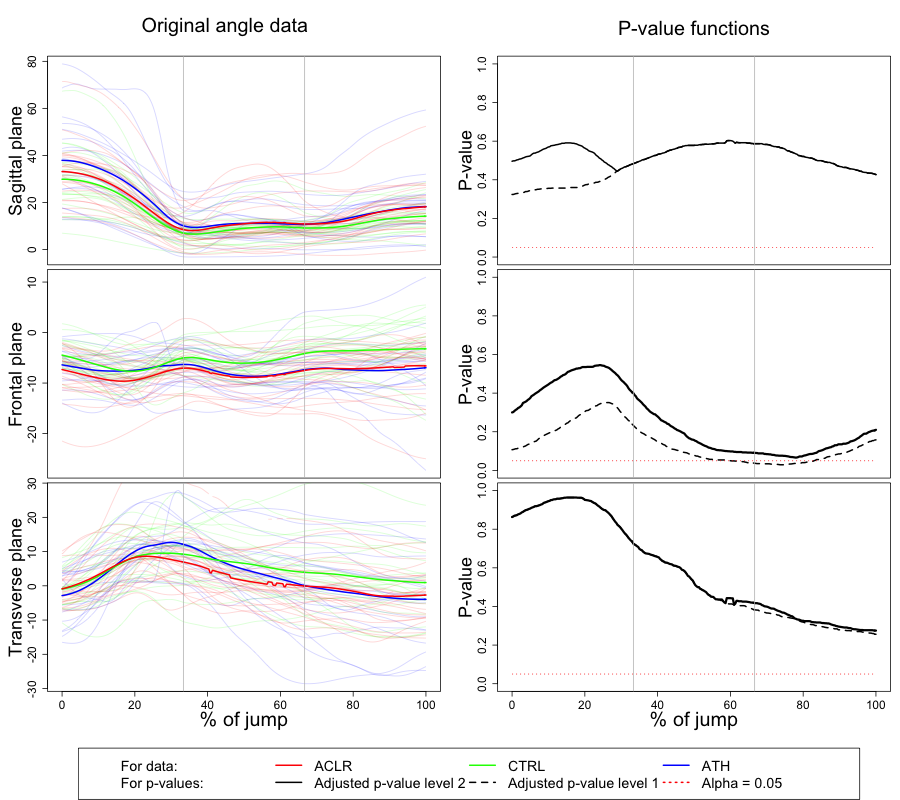 Original angle data
P-value functions
Sagittal plane
0 20 40 60 80
P-value
0.0 0.2 0.4 0.6 0.8 1.0
Frontal plane
-20 -10 0 10
P-value
0.0 0.2 0.4 0.6 0.8 1.0
Transverse plane
-30 -20 -10 0 10 20 30
P-value
0.0 0.2 0.4 0.6 0.8 1.0
0 20 40 60 80 100
0 20 40 60 80 100
% of jump
% of jump
For data: ACLR CTRL ATH
For p-values: Adjusted p-value level 2 Adjusted p-value level 1 Alpha = 0.05